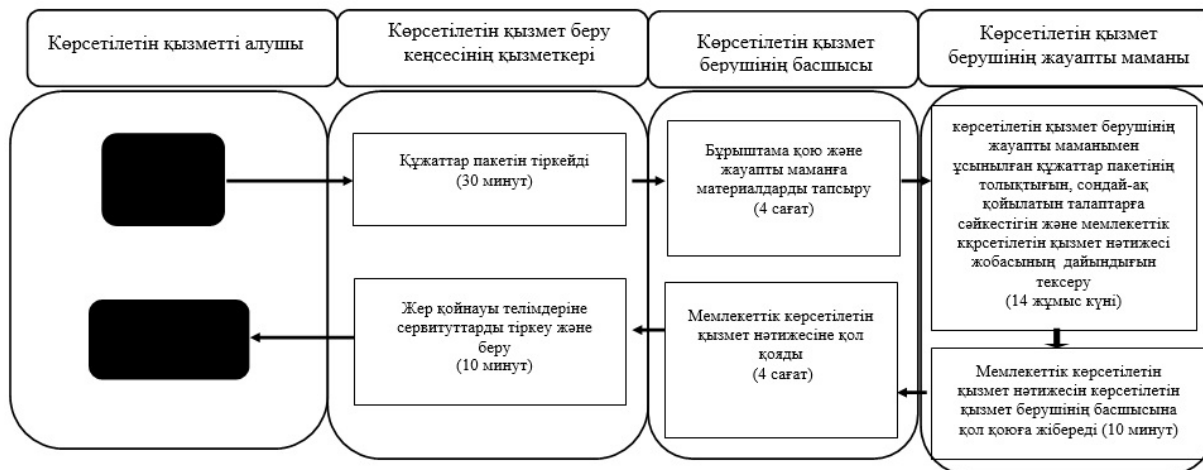 Көрсетілетін қызметті алушы
Көрсетілетін қызмет беру
кеңсесінің қызметкері
Көрсетілетін қызмет
берушінің басшысы
Көрсетілетін қызмет
берушінің жауапты маманы
Құжаттар пакетін тіркейді
(30 минут)
Бұрыштама қою және
жауапты маманға
материалдарды тапсыру
(4 сағат)
көрсетілетін қызмет берушінің
жауапты маманымен
ұсынылған құжаттар пакетінің
толықтығын, сондай-ақ
қойылатын талаптарға
сәйкестігін және мемлекеттік
ккрсетілетін қызмет нәтижесі
жобасының дайындығын
тексеру
(14 жұмыс күні)
Жер қойнауы телімдеріне
сервитуттарды тіркеу және
беру
(10 минут)
Мемлекеттік көрсетілетін
қызмет нәтижесіне қол
қояды
(4 сағат)
Мемлекеттік көрсетілетін
қызмет нәтижесін көрсетілетін
қызмет берушінің басшысына
қол қоюға жібереді (10 минут)